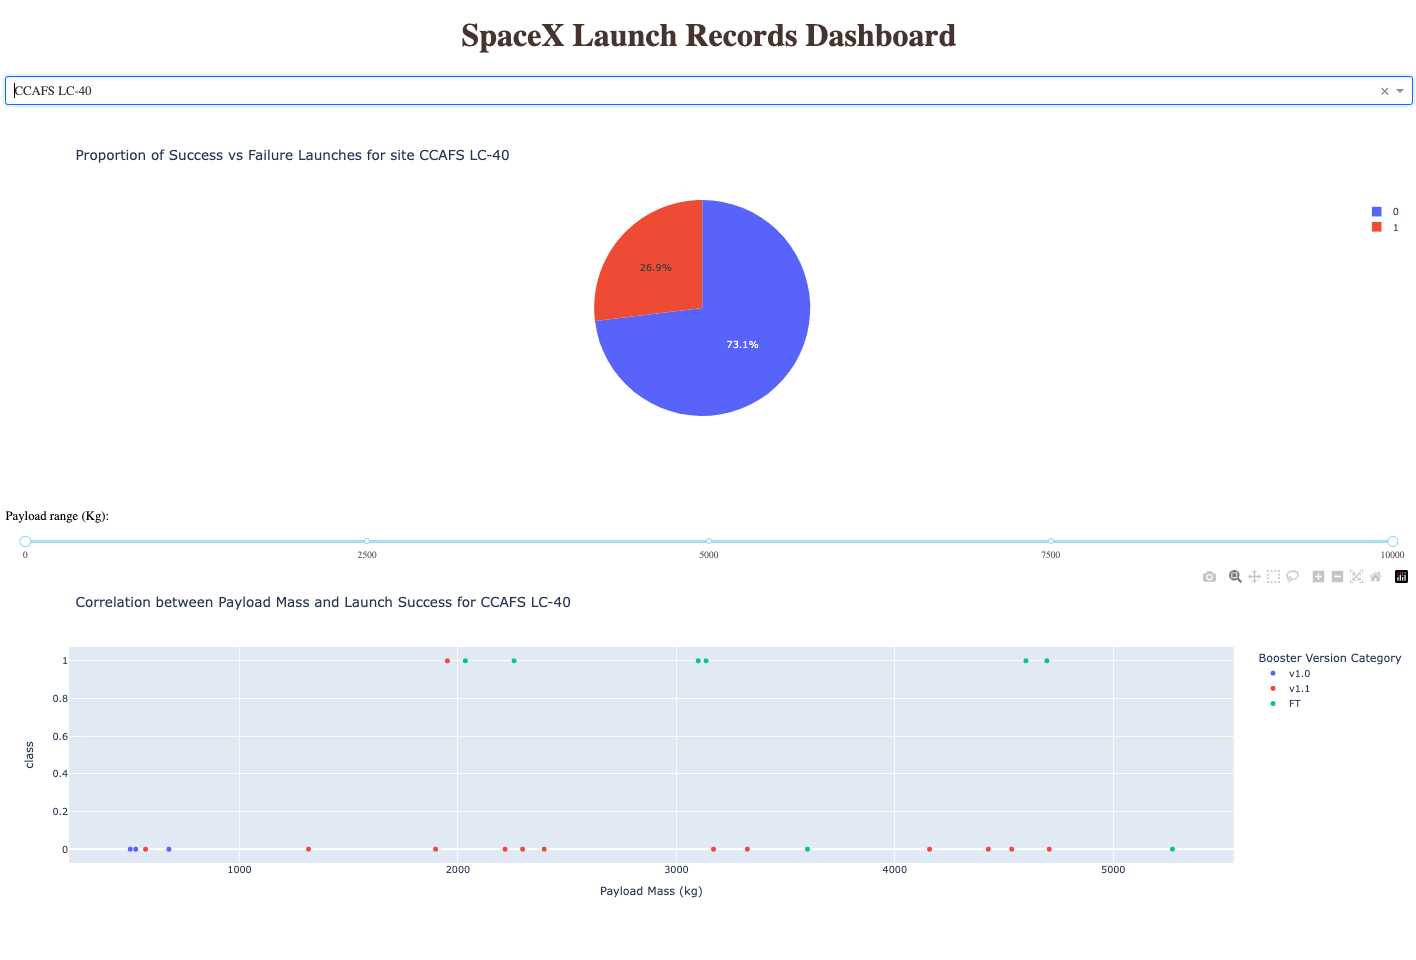 SpaceX Launch Records Dashboard
CCAFS LC-40
Proportion of Success vs Failure Launches for site CCAFS LC-40
0
1
26.9%
73.1%
Payload range (Kg):
0 2500 5000 7500 10000
Correlation between Payload Mass and Launch Success for CCAFS LC-40
Booster Version Category
v1.0
v1.1
FT
class
1
0.8
0.6
0.4
0.2
0
1000 2000 3000 4000 5000
Payload Mass (kg)